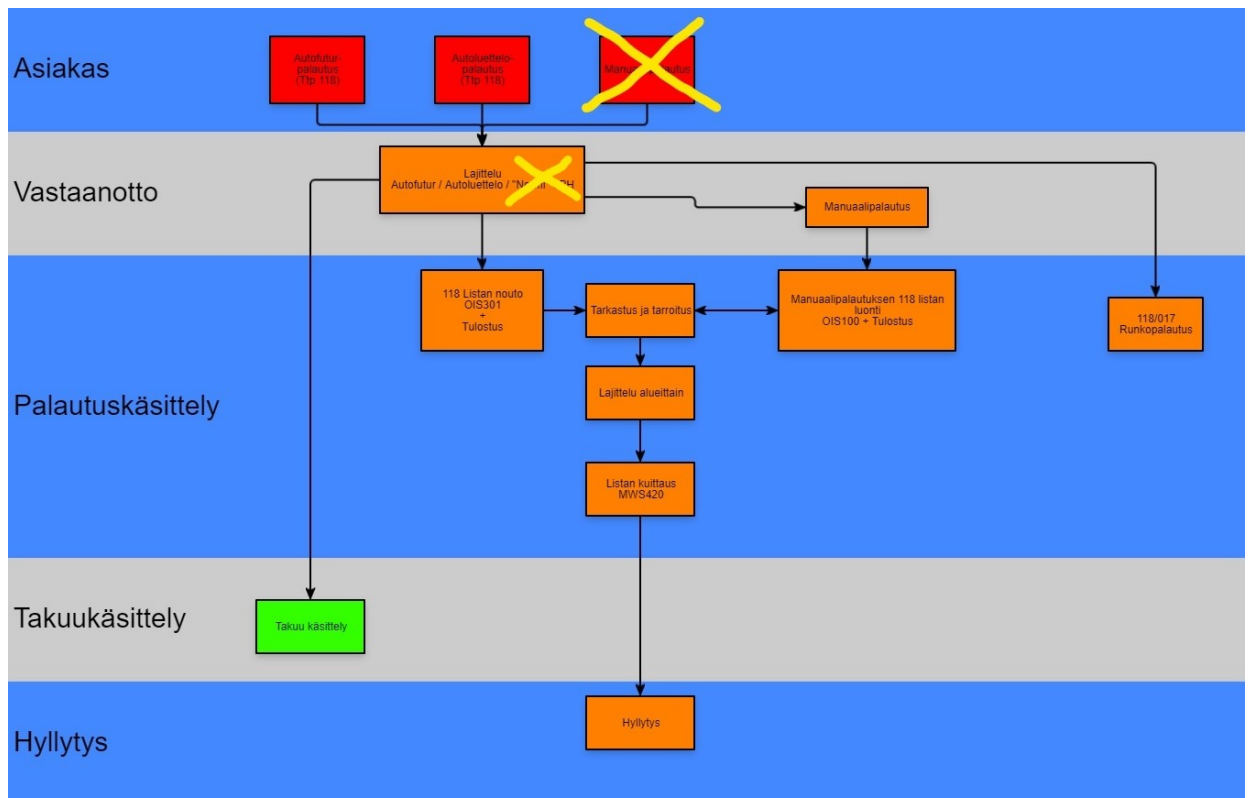 Asiakas
Autofutur-
palautus
(Ttp 118)
Autoluettelo-
palautus
(Ttp 118)
Vastaanotto
Lajittelu
Autofutur / Autoluettelo /
Manuaalipalautus
Palautuskäsittely
118 Listan nouto
OIS301
+
Tulostus
Tarkastus ja tarroitus
Manuaalipalautuksen 118 listan
luonti
OIS100 + Tulostus
118/017
Runkopalautus
Lajittelu alueittain
Listan kuittaus
MWS420
Takuukäsittely
Takuu käsittely
Hyllytys
Hyllytys